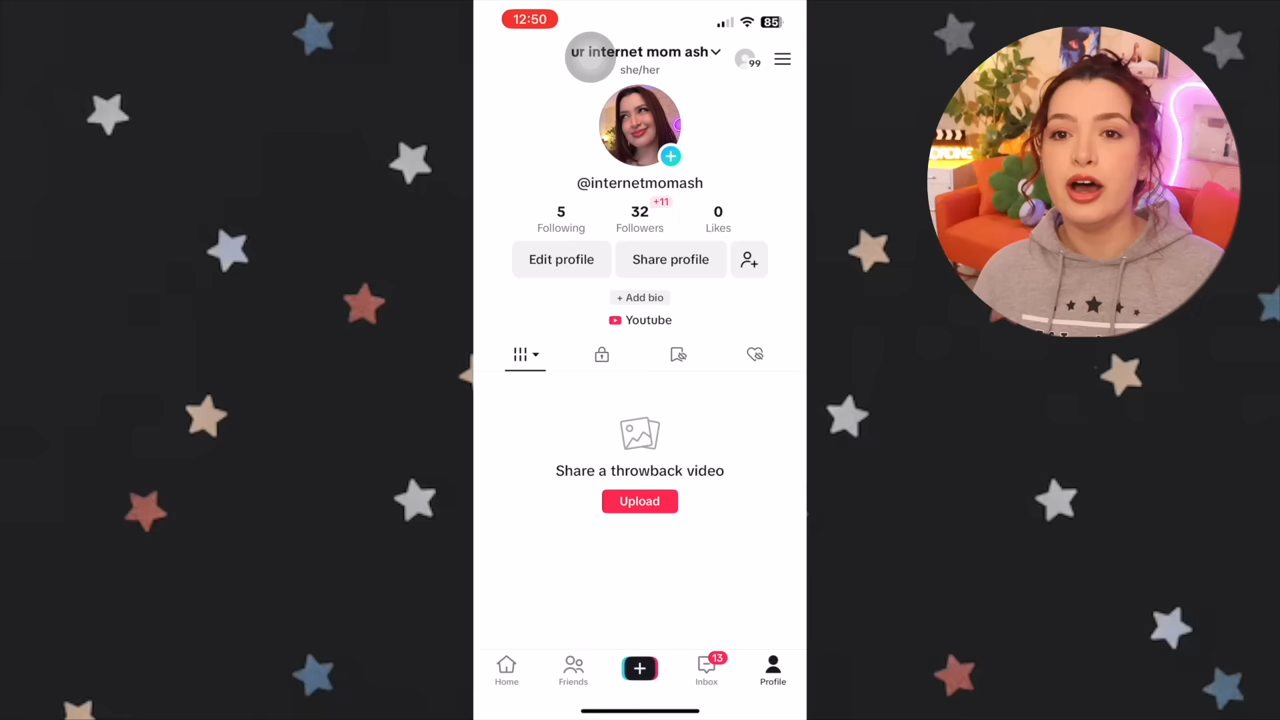 12:50
85
ur internet mom ash
99
she/her
@internetmomash
+11
5
32
0
Following
Followers
Likes
Edit profile
Share profile
+ Add bio
Youtube
Share a throwback video
Upload
13
Home
Friends
Inbox
Profile